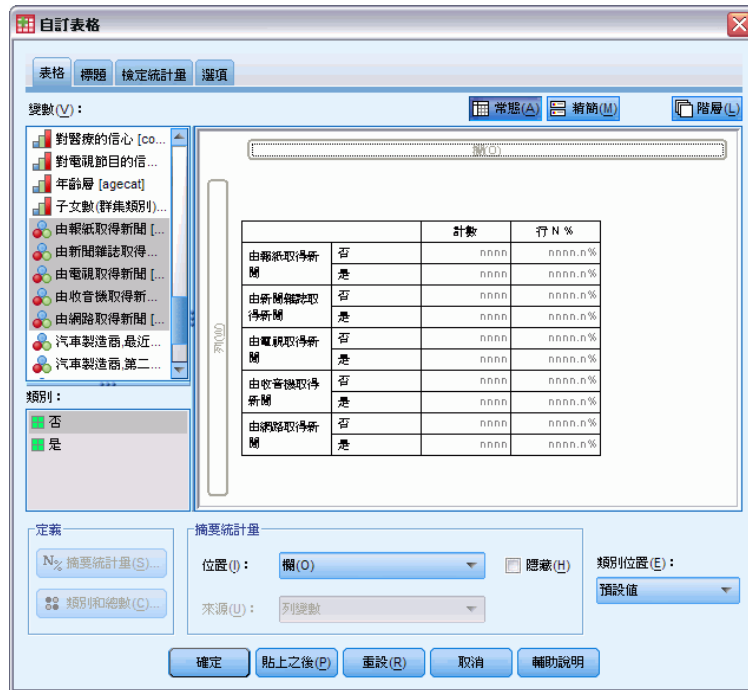 自訂表格
表格 標題 檢定統計量 選項
變數(V)：
常態(A) 精簡(M) 階層(L)
對醫療的信心 [co...
對電視節目的信...
年齡層 [agecat]
子女數(群集類別)...
由報紙取得新聞 [...
由新聞雜誌取得...
由電視取得新聞 [...
由收音機取得新...
由網路取得新聞 [...
汽車製造商,最近...
汽車製造商,第二...
類別：
否
是
欄(O)
列(W)
計數 行 N %
由報紙取得新聞 否 nnnn nnnn.n%
是 nnnn nnnn.n%
由新聞雜誌取得新聞 否 nnnn nnnn.n%
是 nnnn nnnn.n%
由電視取得新聞 否 nnnn nnnn.n%
是 nnnn nnnn.n%
由收音機取得新聞 否 nnnn nnnn.n%
是 nnnn nnnn.n%
由網路取得新聞 否 nnnn nnnn.n%
是 nnnn nnnn.n%
定義
N% 摘要統計量(S)...
類別和總數(C)...
摘要統計量
位置(I)： 欄(O) 隱藏(H)
來源(U)： 列變數
類別位置(E)：
預設值
確定 貼上之後(P) 重設(R) 取消 輔助說明